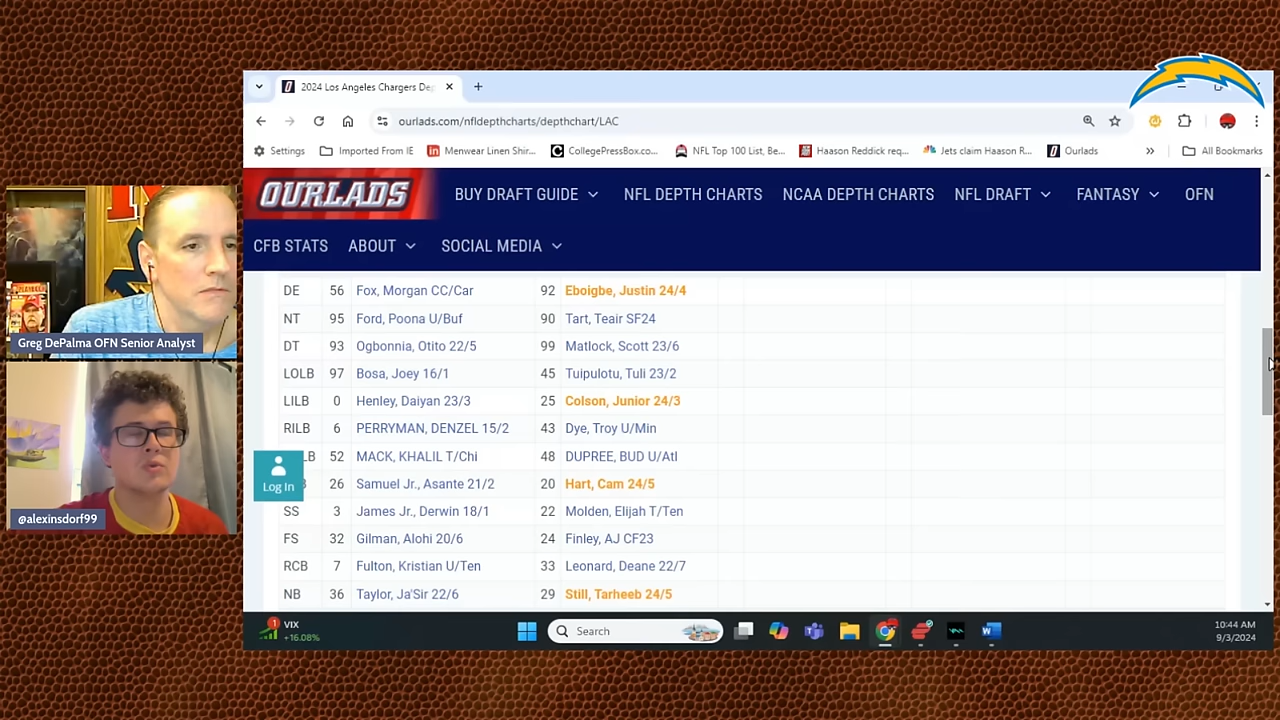 2024 Los Angeles Chargers De
ourlads.com/nfldepthcharts/depthchart/LAC
Settings Imported From IE Menwear Linen Shir... CollegePressBox.co... NFL Top 100 List, Be... Haason Reddick req... Jets claim Haason R... Ourlads » All Bookmarks
OURLADS BUY DRAFT GUIDE NFL DEPTH CHARTS NCAA DEPTH CHARTS NFL DRAFT FANTASY OFN
CFB STATS ABOUT SOCIAL MEDIA
DE 56 Fox, Morgan CC/Car 92 Eboigbe, Justin 24/4
NT 95 Ford, Poona U/Buf 90 Tart, Teair SF24
DT 93 Ogbonnia, Otito 22/5 99 Matlock, Scott 23/6
LOLB 97 Bosa, Joey 16/1 45 Tuipulotu, Tuli 23/2
LILB 0 Henley, Daiyan 23/3 25 Colson, Junior 24/3
RILB 6 PERRYMAN, DENZEL 15/2 43 Dye, Troy U/Min
LB 52 MACK, KHALIL T/Chi 48 DUPREE, BUD U/Atl
26 Samuel Jr., Asante 21/2 20 Hart, Cam 24/5
SS 3 James Jr., Derwin 18/1 22 Molden, Elijah T/Ten
FS 32 Gilman, Alohi 20/6 24 Finley, AJ CF23
RCB 7 Fulton, Kristian U/Ten 33 Leonard, Deane 22/7
NB 36 Taylor, Ja'Sir 22/6 29 Still, Tarheeb 24/5
Log In
Greg DePalma OFN Senior Analyst
@alexinsdorf99
1
VIX
+16.08%
Search
10:44 AM
9/3/2024